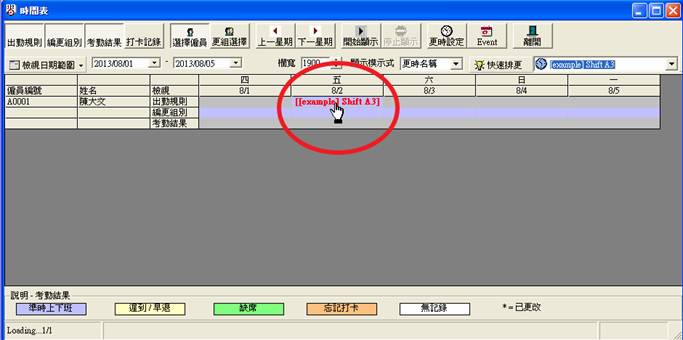 時間表
出勤規則 編更組別 考勤結果 打卡記錄 選擇僱員 更組選擇 上一星期 下一星期 開始顯示 停止顯示 更時設定 Event 離開
檢視日期範圍 2013/08/01 - 2013/08/05 欄寬 1900 顯示模示式 更時名稱 快速排更 [example] Shift A3
四 五 六 日 一
僱員編號 姓名 檢視 8/1 8/2 8/3 8/4 8/5
A0001 陳大文 出勤規則 [[example] Shift A3]
編更組別
考勤結果
說明 - 考勤結果
準時上下班 遲到 / 早退 缺席 忘記打卡 無記錄 * = 已更改
Loading...1/1